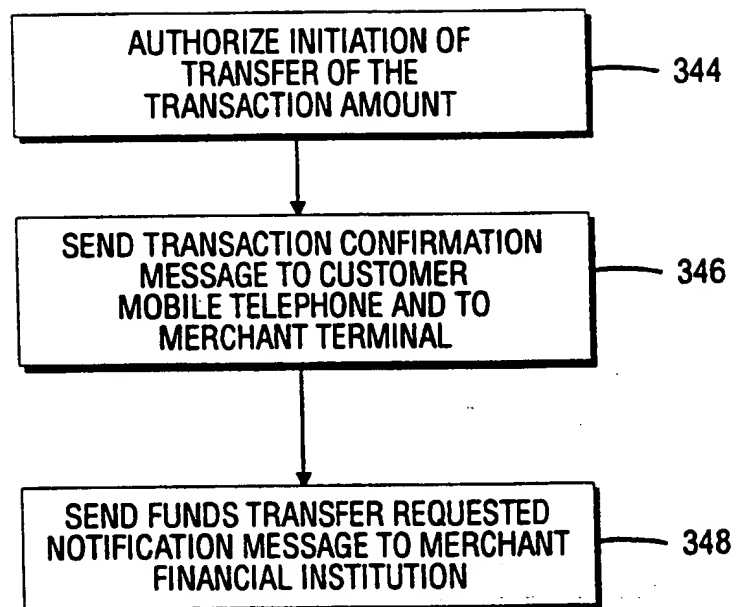 AUTHORIZE INITIATION OF
TRANSFER OF THE
TRANSACTION AMOUNT
344
SEND TRANSACTION CONFIRMATION
MESSAGE TO CUSTOMER
MOBILE TELEPHONE AND TO
MERCHANT TERMINAL
346
SEND FUNDS TRANSFER REQUESTED
NOTIFICATION MESSAGE TO MERCHANT
FINANCIAL INSTITUTION
348